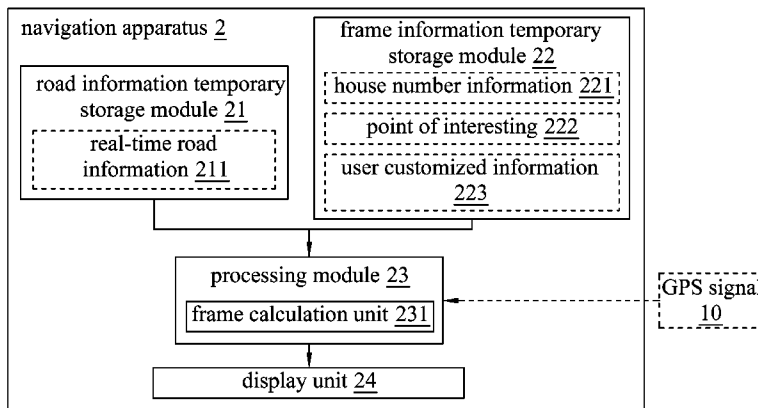 navigation apparatus 2
road information temporary
storage module 21
real-time road
information 211
frame information temporary
storage module 22
house number information 221
point of interesting 222
user customized information
223
processing module 23
frame calculation unit 231
GPS signal
10
display unit 24